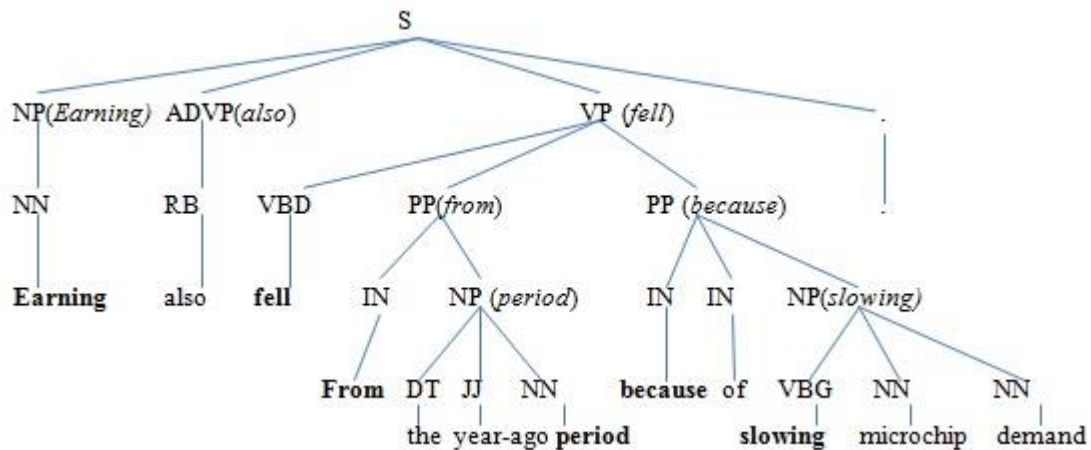 S
NP(Earning) ADVP(also) VP (fell) .
NN RB VBD PP(from) PP (because) .
Earning also fell IN NP (period) IN IN NP(slowing)
From DT JJ NN because of VBG NN NN
the year-ago period slowing microchip demand